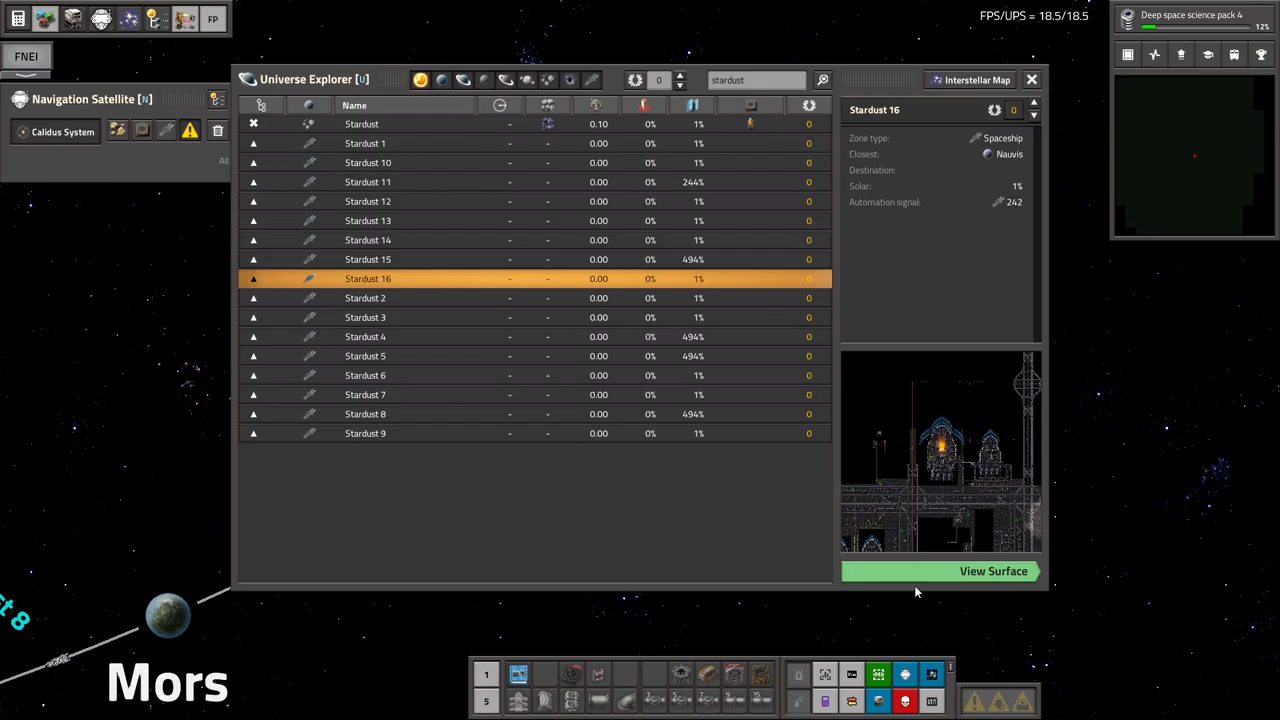 FPS/UPS = 18.5/18.5
Deep space science pack 4
12%
FP
FNEI
Navigation Satellite [N]
Calidus System
All
Universe Explorer [U]
0
stardust
Interstellar Map
Name
Stardust - 0.10 0% 1% 0
Stardust 1 - - 0.00 0% 1% 0
Stardust 10 - - 0.00 0% 1% 0
Stardust 11 - - 0.00 0% 244% 0
Stardust 12 - - 0.00 0% 1% 0
Stardust 13 - - 0.00 0% 1% 0
Stardust 14 - - 0.00 0% 1% 0
Stardust 15 - - 0.00 0% 494% 0
Stardust 16 - - 0.00 0% 1% 0
Stardust 2 - - 0.00 0% 1% 0
Stardust 3 - - 0.00 0% 1% 0
Stardust 4 - - 0.00 0% 494% 0
Stardust 5 - - 0.00 0% 494% 0
Stardust 6 - - 0.00 0% 1% 0
Stardust 7 - - 0.00 0% 1% 0
Stardust 8 - - 0.00 0% 494% 0
Stardust 9 - - 0.00 0% 1% 0
Stardust 16 0
Zone type: Spaceship
Closest: Nauvis
Destination:
Solar: 1%
Automation signal: 242
View Surface
Mors
1
5